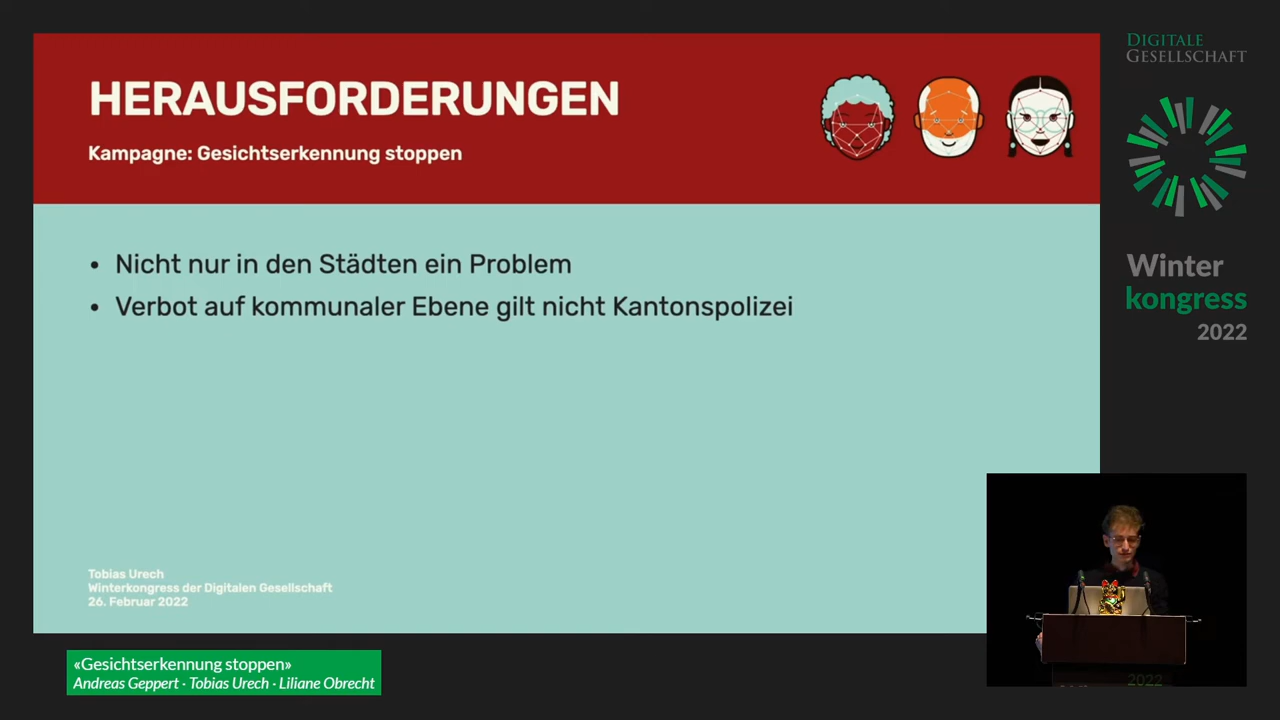 HERAUSFORDERUNGEN
Kampagne: Gesichtserkennung stoppen
• Nicht nur in den Städten ein Problem
• Verbot auf kommunaler Ebene gilt nicht Kantonspolizei
Tobias Urech
Winterkongress der Digitalen Gesellschaft
26. Februar 2022
«Gesichtserkennung stoppen»
Andreas Geppert · Tobias Urech · Liliane Obrecht
DIGITALE
GESELLSCHAFT
Winter
kongress
2022
2022